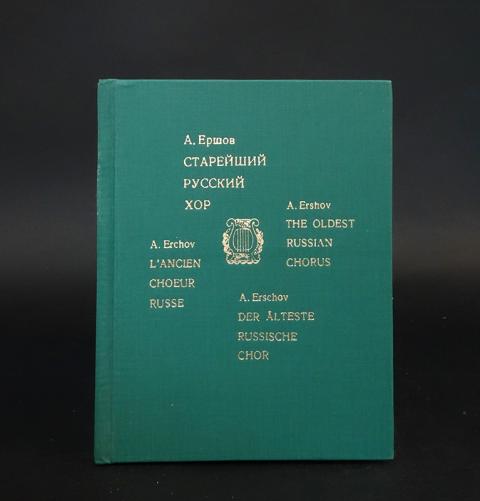 А. Ершов
СТАРЕЙШИЙ
РУССКИЙ
ХОР
A. Ershov
THE OLDEST
RUSSIAN
CHORUS
A. Erchov
L'ANCIEN
CHOEUR
RUSSE
A. Erschov
DER ÄLTESTE
RUSSISCHE
CHOR